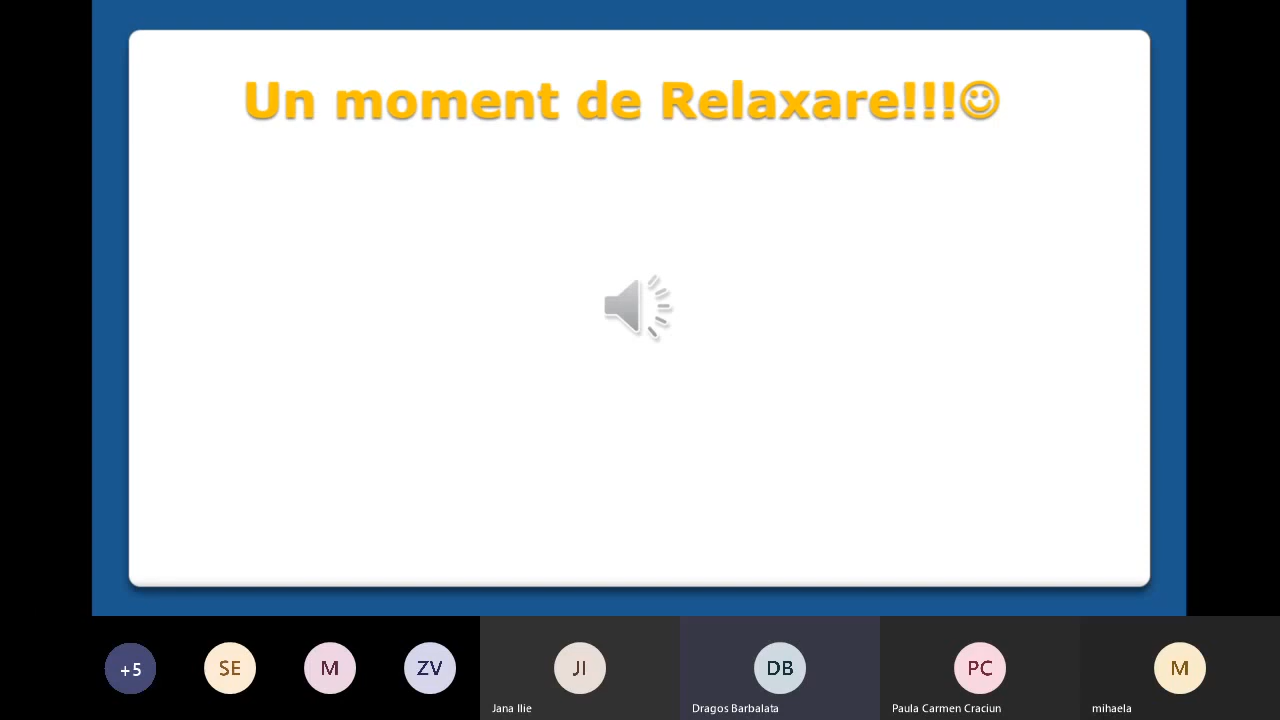 Un moment de Relaxare!!!☺
+5
SE
M
ZV
JI
DB
PC
M
Jana Ilie
Dragos Barbalata
Paula Carmen Craciun
mihaela